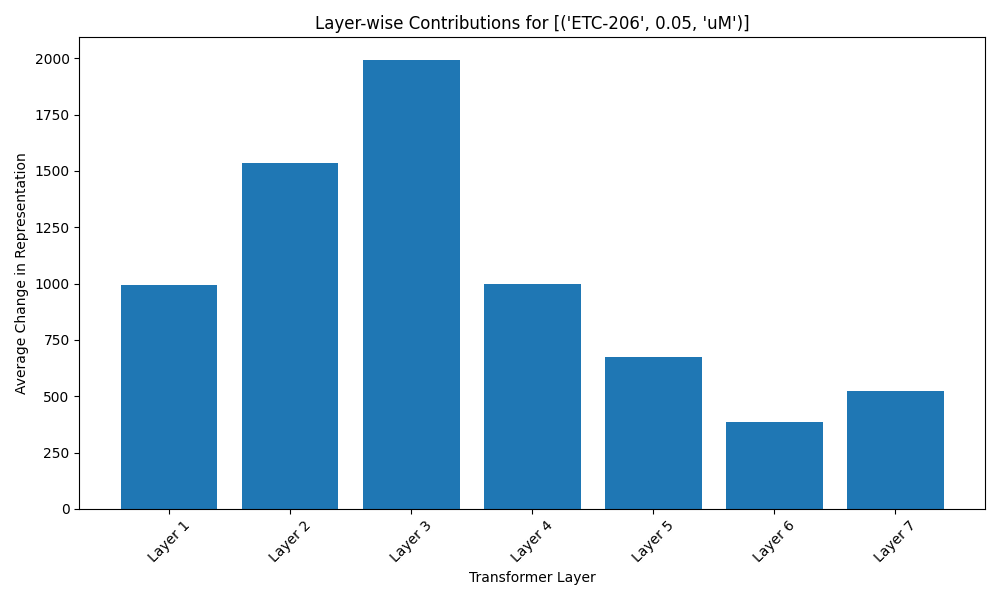 Layer-wise Contributions for [('ETC-206', 0.05, 'uM')]
Average Change in Representation
2000
1750
1500
1250
1000
750
500
250
0
Layer 1
Layer 2
Layer 3
Layer 4
Layer 5
Layer 6
Layer 7
Transformer Layer